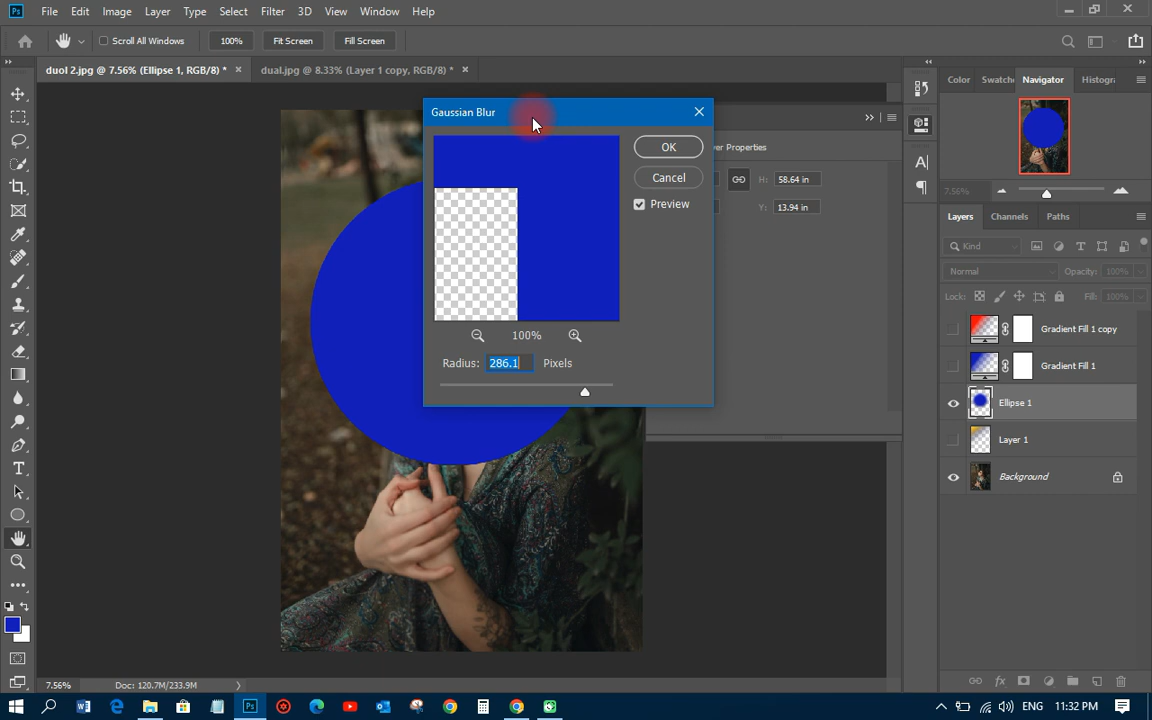 Ps File Edit Image Layer Type Select Filter 3D View Window Help
Scroll All Windows 100% Fit Screen Fill Screen
duol 2.jpg @ 7.56% (Ellipse 1, RGB/8) * × dual.jpg @ 8.33% (Layer 1 copy, RGB/8) * ×
Color Swatche Navigator Histogra
Gaussian Blur
OK
Cancel
Preview
100%
Radius: 286.1 Pixels
er Properties
H: 58.64 in
Y: 13.94 in
7.56%
Layers Channels Paths
Kind
Normal Opacity: 100%
Lock: Fill: 100%
Gradient Fill 1 copy
Gradient Fill 1
Ellipse 1
Layer 1
Background
7.56% Doc: 120.7M/233.9M
Ps ENG 11:32 PM